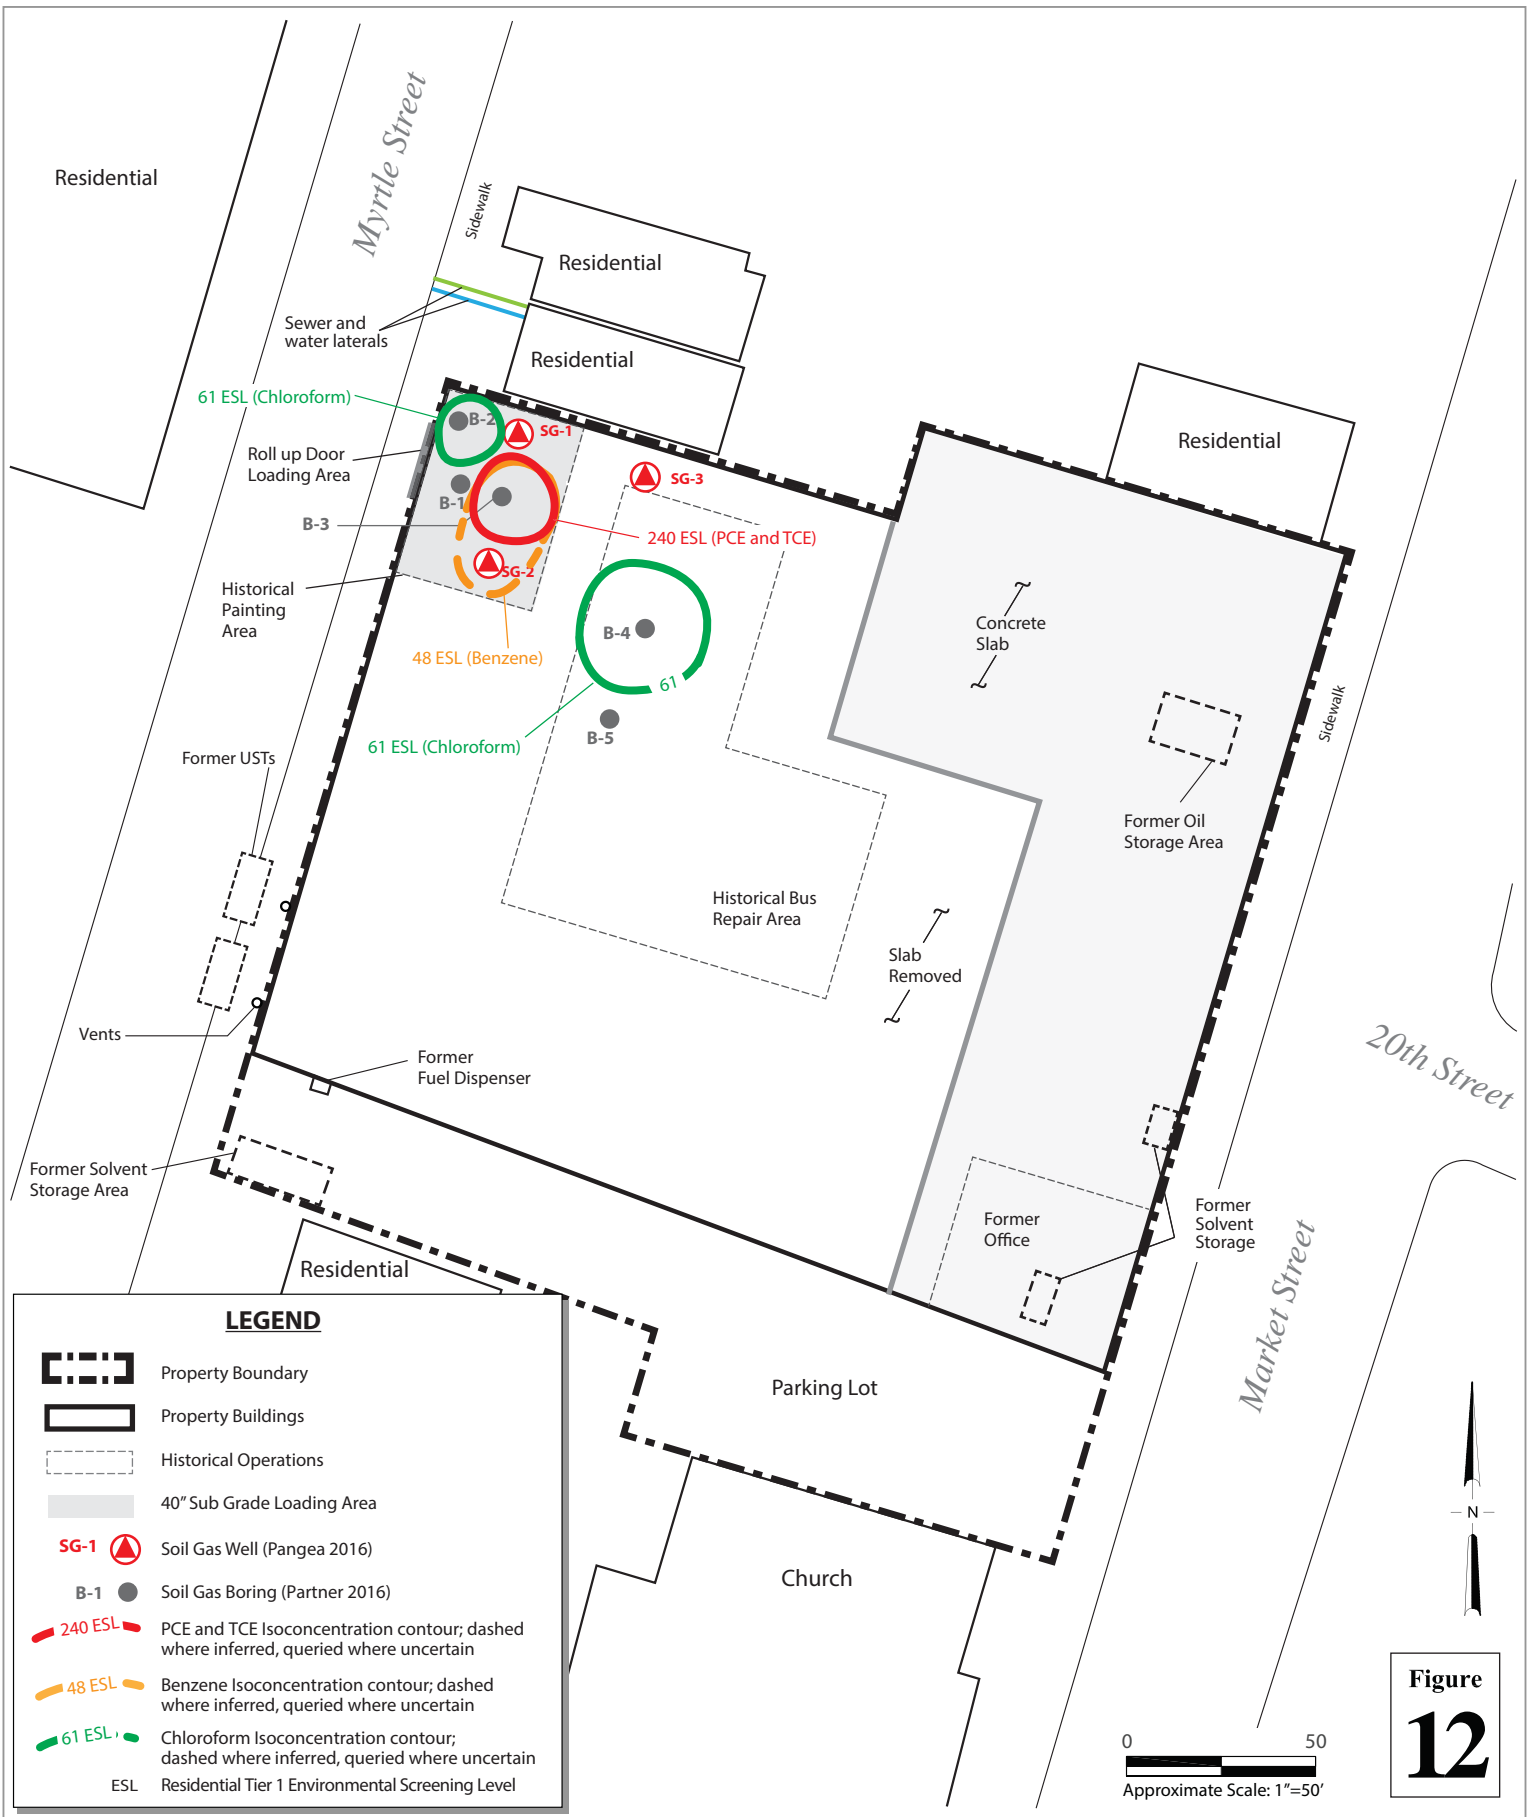 Myrtle Street
Residential
Sidewalk
Residential
Sewer and
water laterals
Residential
61 ESL (Chloroform)
B-2
SG-1
Residential
Roll up Door
Loading Area
SG-3
B-1
B-3
240 ESL (PCE and TCE)
SG-2
Historical
Painting
Area
Concrete
Slab
B-4
48 ESL (Benzene)
61
Sidewalk
B-5
61 ESL (Chloroform)
Former USTs
Former Oil
Storage Area
Historical Bus
Repair Area
Slab
Removed
Vents
Former
Fuel Dispenser
20th Street
Former Solvent
Storage Area
Former
Office
Former
Solvent
Storage
Residential
Market Street
Parking Lot
Church
N
LEGEND
Property Boundary
Property Buildings
Historical Operations
40” Sub Grade Loading Area
SG-1 Soil Gas Well (Pangea 2016)
B-1 Soil Gas Boring (Partner 2016)
240 ESL PCE and TCE Isoconcentration contour; dashed
where inferred, queried where uncertain
48 ESL Benzene Isoconcentration contour; dashed
where inferred, queried where uncertain
61 ESL Chloroform Isoconcentration contour;
dashed where inferred, queried where uncertain
ESL Residential Tier 1 Environmental Screening Level
0 50
Approximate Scale: 1”=50’
Figure
12